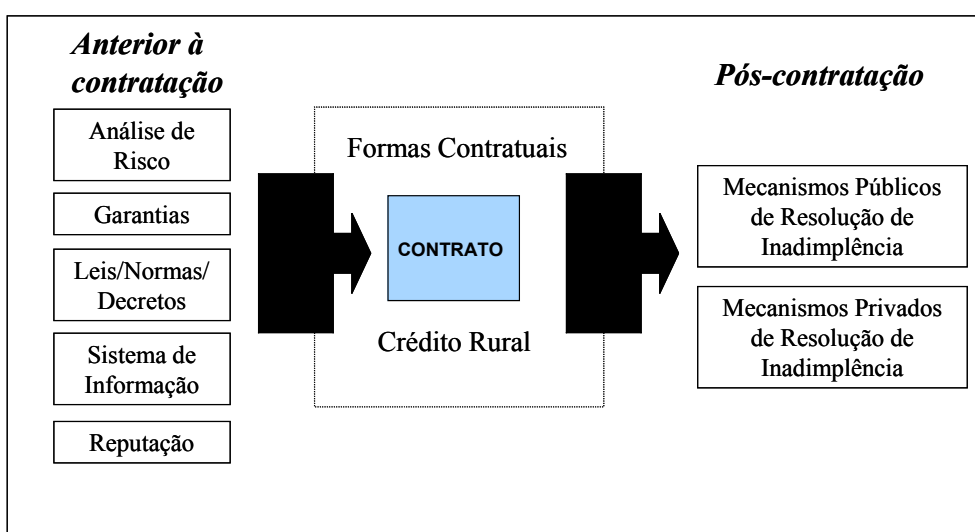 Anterior à
contratação
Análise de
Risco
Garantias
Leis/Normas/
Decretos
Sistema de
Informação
Reputação
Formas Contratuais
CONTRATO
Crédito Rural
Pós-contratação
Mecanismos Públicos
de Resolução de
Inadimplência
Mecanismos Privados
de Resolução de
Inadimplência